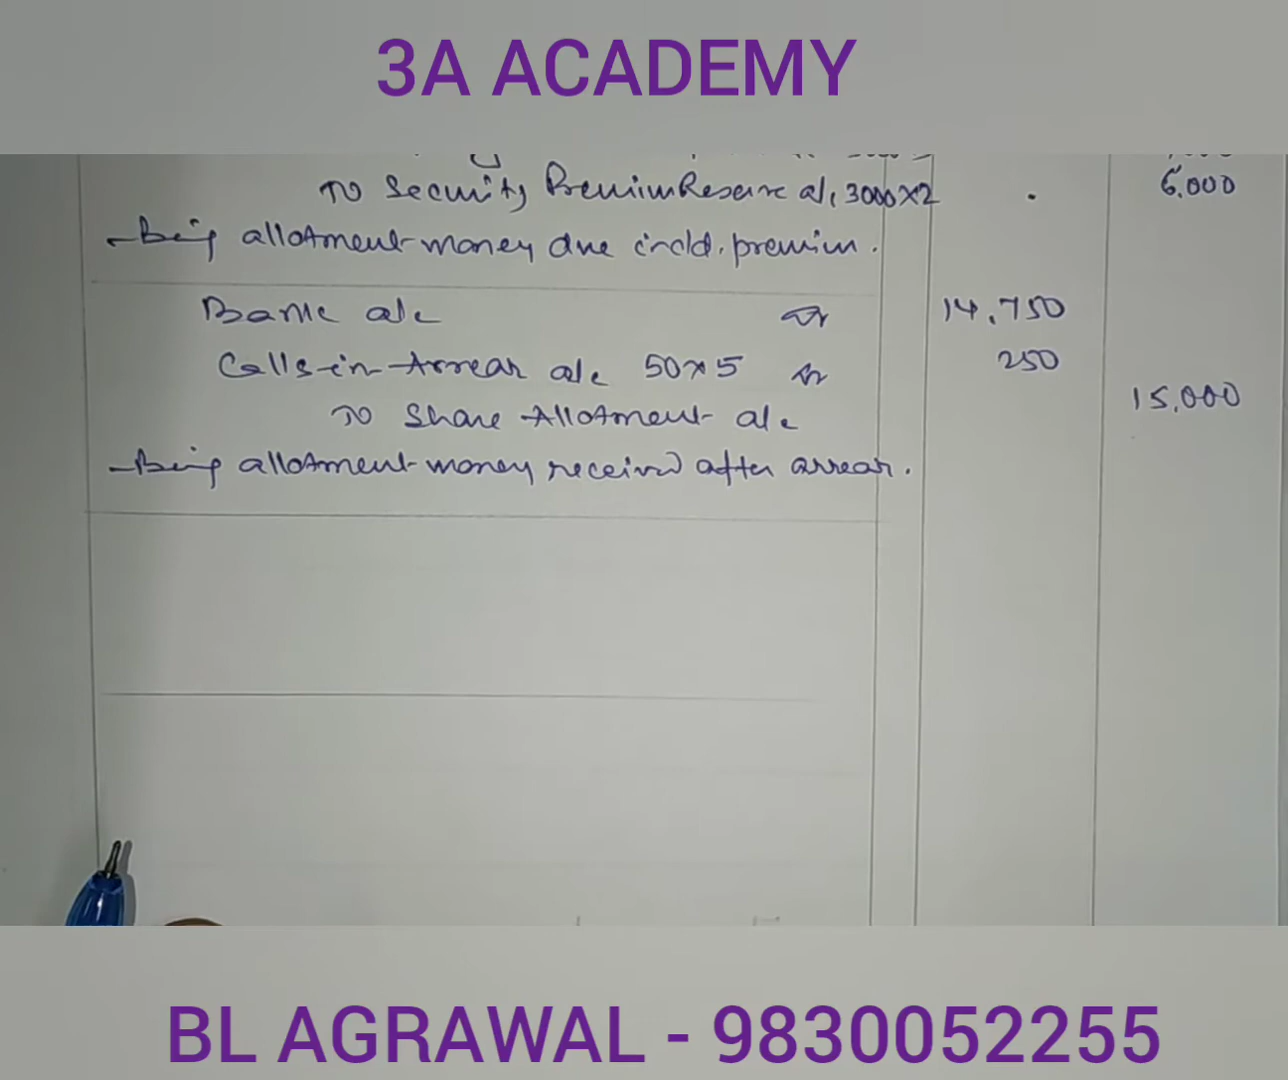 3A ACADEMY
To Security Premium Reserve a/c 3000×2 6,000
Being allotment money due incld. premium.
Bank a/c Dr 14,750
Calls-in-Arrear a/c 50×5 Dr 250
To Share Allotment a/c 15,000
Being allotment money received after arrear.
BL AGRAWAL - 9830052255